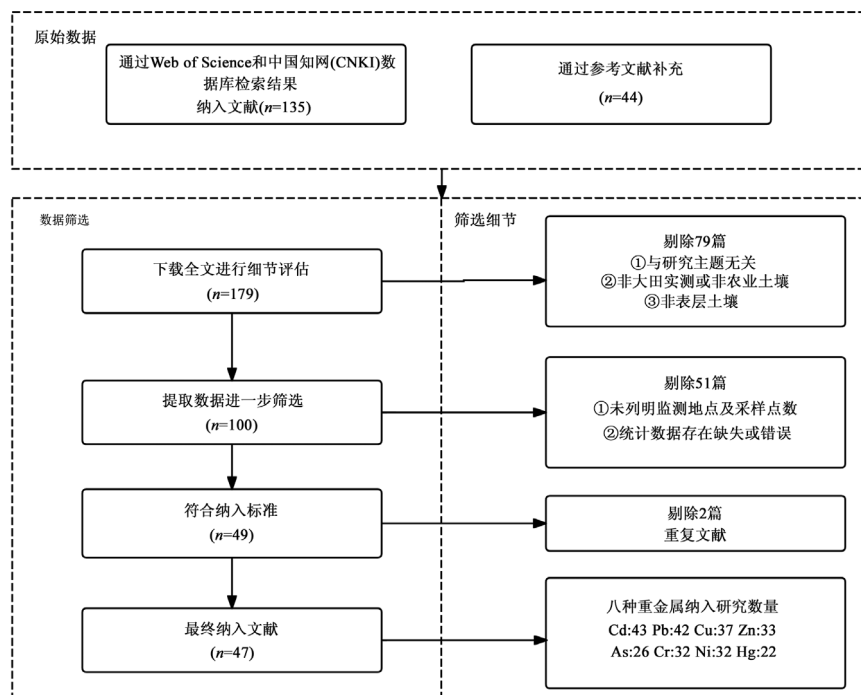 原始数据
通过Web of Science和中国知网(CNKI)数
据库检索结果
纳入文献(n=135)
通过参考文献补充
(n=44)
数据筛选
筛选细节
下载全文进行细节评估
(n=179)
剔除79篇
①与研究主题无关
②非大田实测或非农业土壤
③非表层土壤
提取数据进一步筛选
(n=100)
剔除51篇
①未列明监测地点及采样点数
②统计数据存在缺失或错误
符合纳入标准
(n=49)
剔除2篇
重复文献
最终纳入文献
(n=47)
八种重金属纳入研究数量
Cd:43 Pb:42 Cu:37 Zn:33
As:26 Cr:32 Ni:32 Hg:22